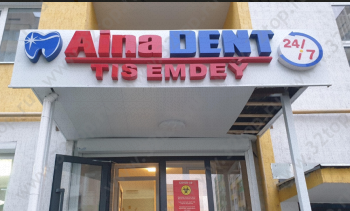 Aina DENT
24/7
TIS EMDEÝ